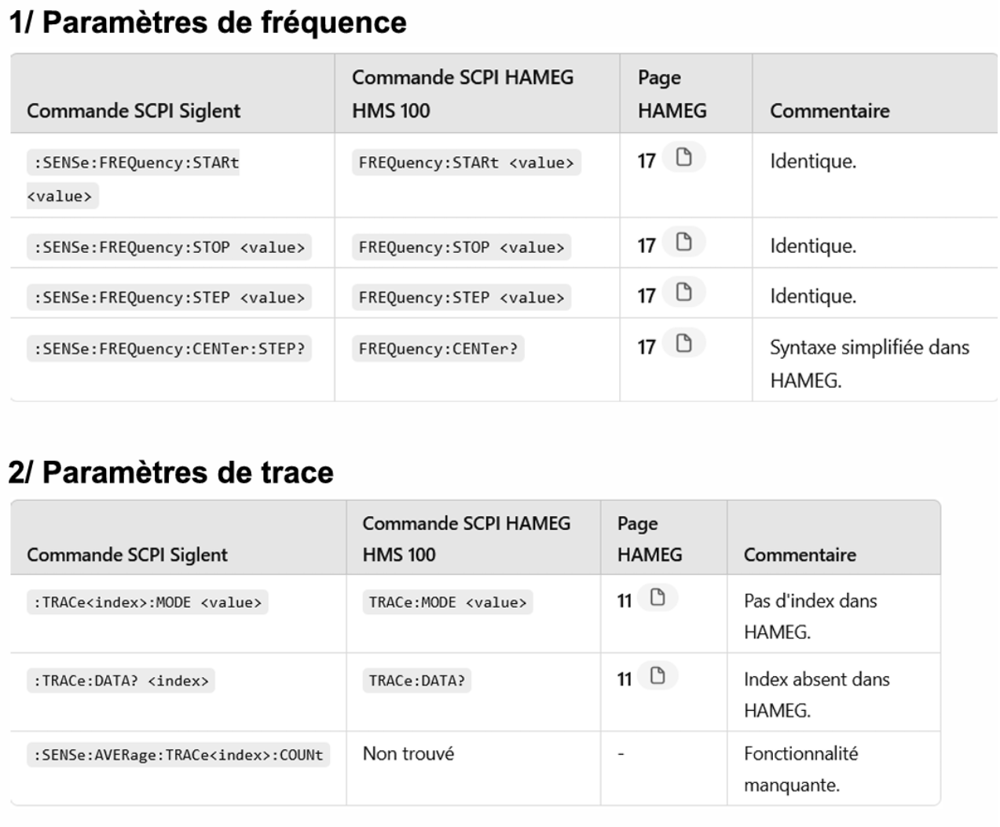 1/ Paramètres de fréquence
Commande SCPI Siglent
Commande SCPI HAMEG
HMS 100
Page
HAMEG
Commentaire
:SENSe:FREQuency:STARt
<value>
FREQuency:STARt <value>
17
Identique.
:SENSe:FREQuency:STOP <value>
FREQuency:STOP <value>
17
Identique.
:SENSe:FREQuency:STEP <value>
FREQuency:STEP <value>
17
Identique.
:SENSe:FREQuency:CENTer:STEP?
FREQuency:CENTer?
17
Syntaxe simplifiée dans
HAMEG.
2/ Paramètres de trace
Commande SCPI Siglent
Commande SCPI HAMEG
HMS 100
Page
HAMEG
Commentaire
:TRACe<index>:MODE <value>
TRACe:MODE <value>
11
Pas d'index dans
HAMEG.
:TRACe:DATA? <index>
TRACe:DATA?
11
Index absent dans
HAMEG.
:SENSe:AVERage:TRACe<index>:COUNt
Non trouvé
-
Fonctionnalité
manquante.